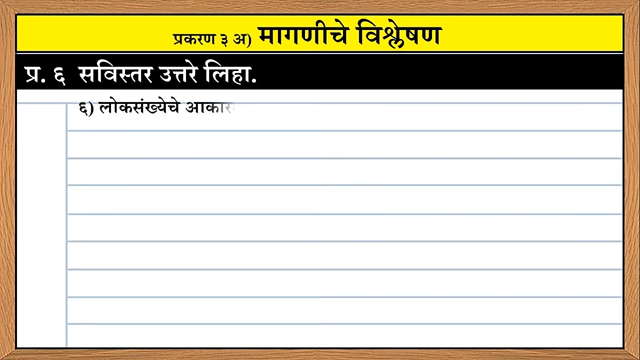 प्रकरण ३ अ) मागणीचे विश्लेषण
प्र. ६ सविस्तर उत्तरे लिहा.
६) लोकसंख्येचे आकार